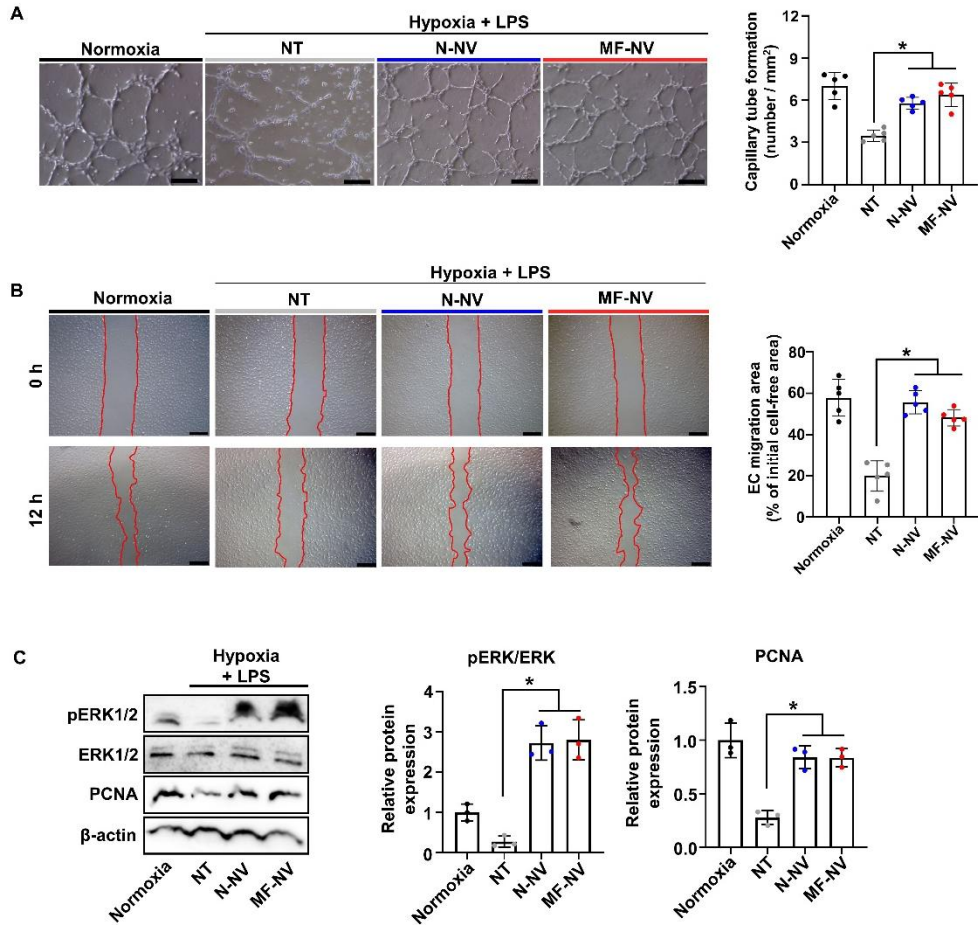 A
Hypoxia + LPS
Normoxia
NT
N-NV
MF-NV
Capillary tube formation
(number / mm²)
12
9
6
3
0
*
Normoxia
NT
N-NV
MF-NV
B
Hypoxia + LPS
Normoxia
NT
N-NV
MF-NV
0 h
12 h
EC migration area
(% of initial cell-free area)
80
60
40
20
0
*
Normoxia
NT
N-NV
MF-NV
C
Hypoxia
+ LPS
pERK1/2
ERK1/2
PCNA
β-actin
Normoxia
NT
N-NV
MF-NV
pERK/ERK
Relative protein
expression
4
3
2
1
0
*
Normoxia
NT
N-NV
MF-NV
PCNA
Relative protein
expression
1.5
1.0
0.5
0.0
*
Normoxia
NT
N-NV
MF-NV